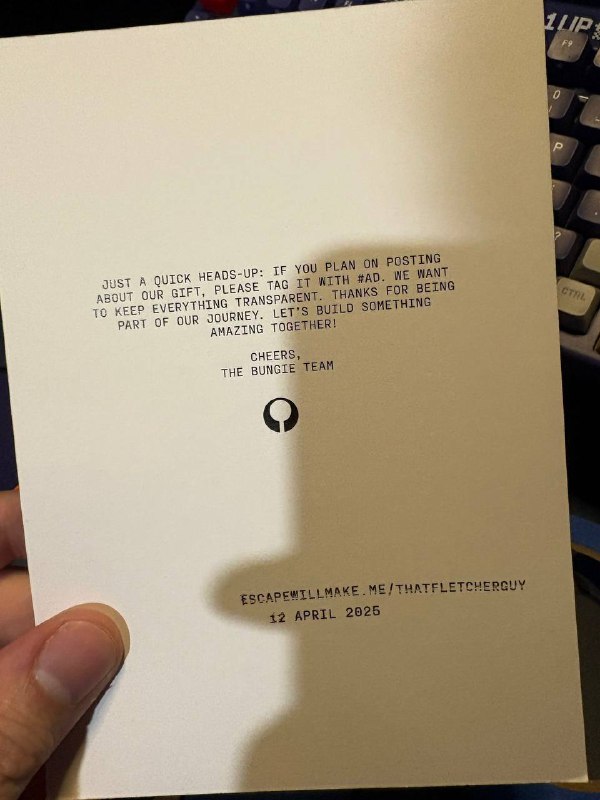 JUST A QUICK HEADS-UP: IF YOU PLAN ON POSTING
ABOUT OUR GIFT, PLEASE TAG IT WITH #AD. WE WANT
TO KEEP EVERYTHING TRANSPARENT. THANKS FOR BEING
PART OF OUR JOURNEY. LET'S BUILD SOMETHING
AMAZING TOGETHER!
CHEERS,
THE BUNGIE TEAM
ESCAPEWILLMAKE.ME/THATFLETCHERGUY
12 APRIL 2025
1UP
F9
P
?
CTRL